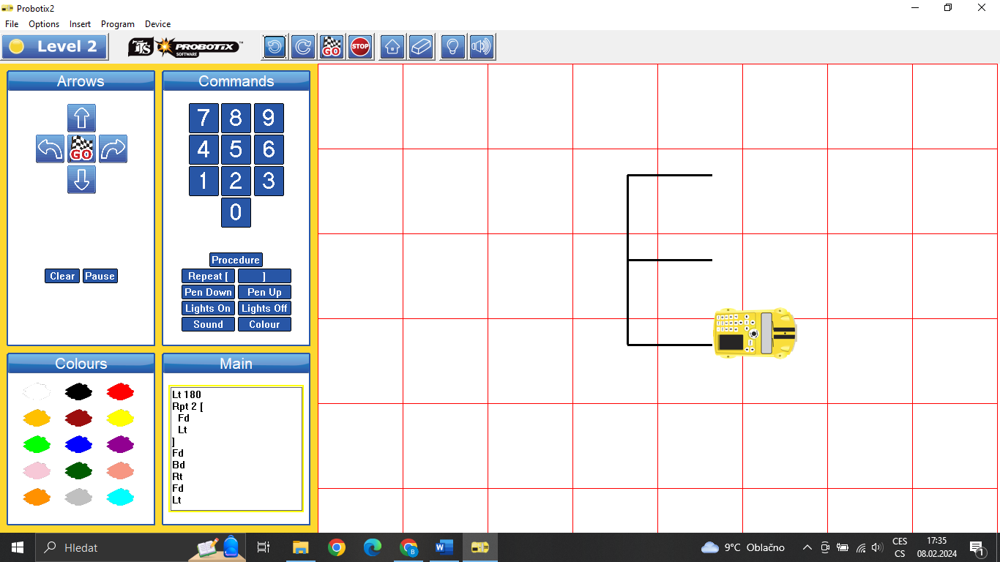 Probotix2
File Options Insert Program Device
Level 2
TTS PROBOTIX™
SOFTWARE
GO STOP
Arrows
GO
Clear Pause
Commands
7 8 9
4 5 6
1 2 3
0
Procedure
Repeat [ ]
Pen Down Pen Up
Lights On Lights Off
Sound Colour
Colours
Main
Lt 180
Rpt 2 [
Fd
Lt
]
Fd
Bd
Rt
Fd
Lt
Hledat
9°C Oblačno
CES
CS
17:35
08.02.2024
1